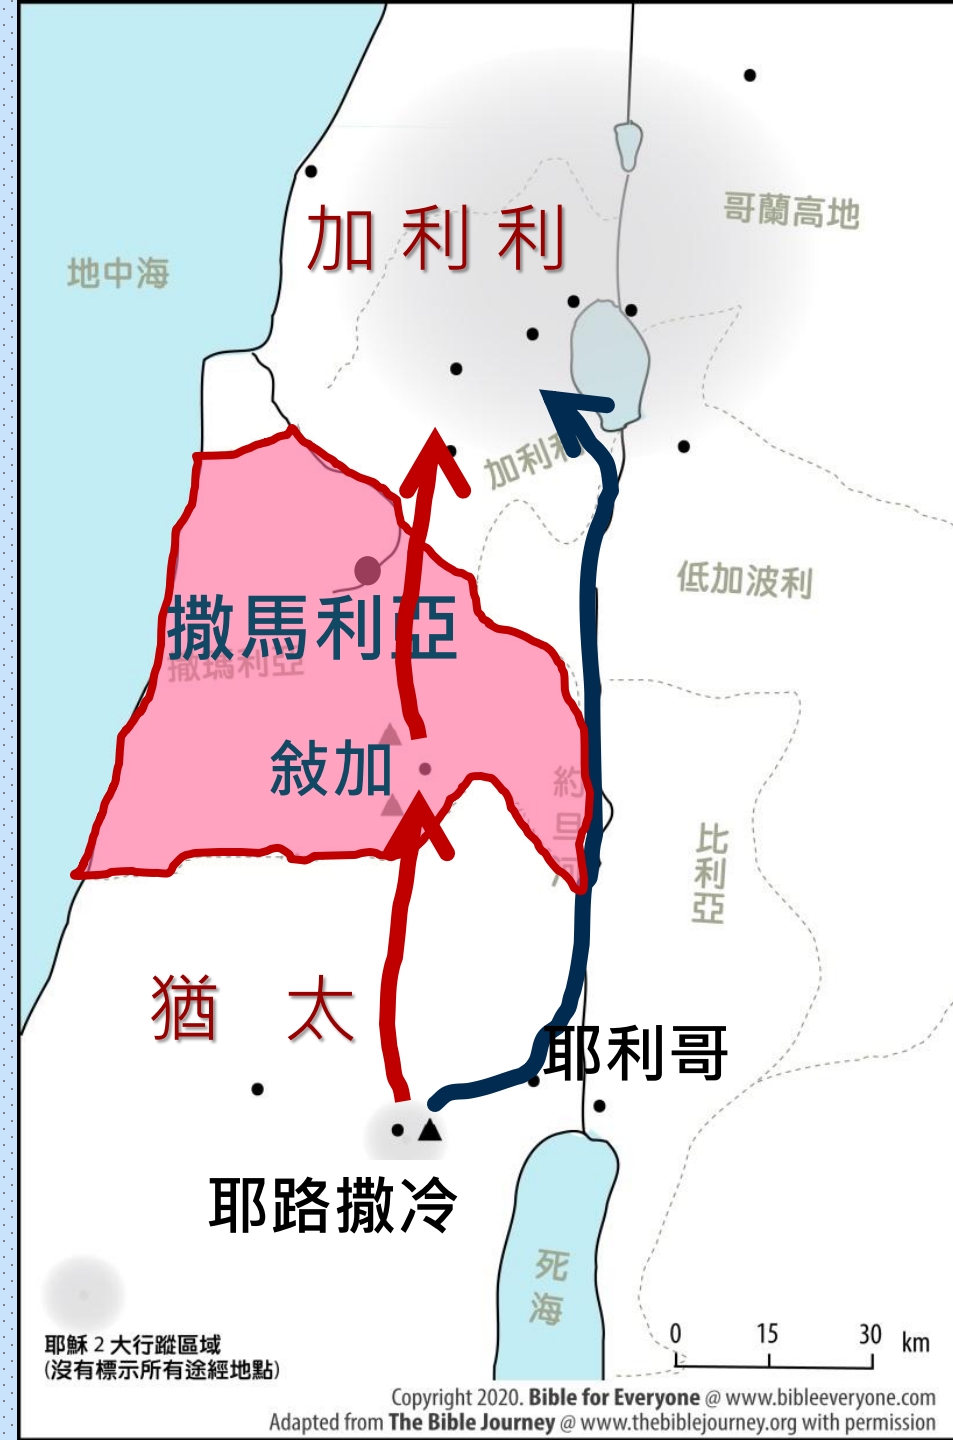 哥蘭高地
加利利
地中海
加利利
低加波利
撒馬利亞
撒瑪利亞
敍加
約旦河
比利亞
猶 太
耶利哥
耶路撒冷
死海
耶穌 2 大行蹤區域
(沒有標示所有途經地點)
0 15 30 km
Copyright 2020. Bible for Everyone @ www.bibleeveryone.com
Adapted from The Bible Journey @ www.thebiblejourney.org with permission